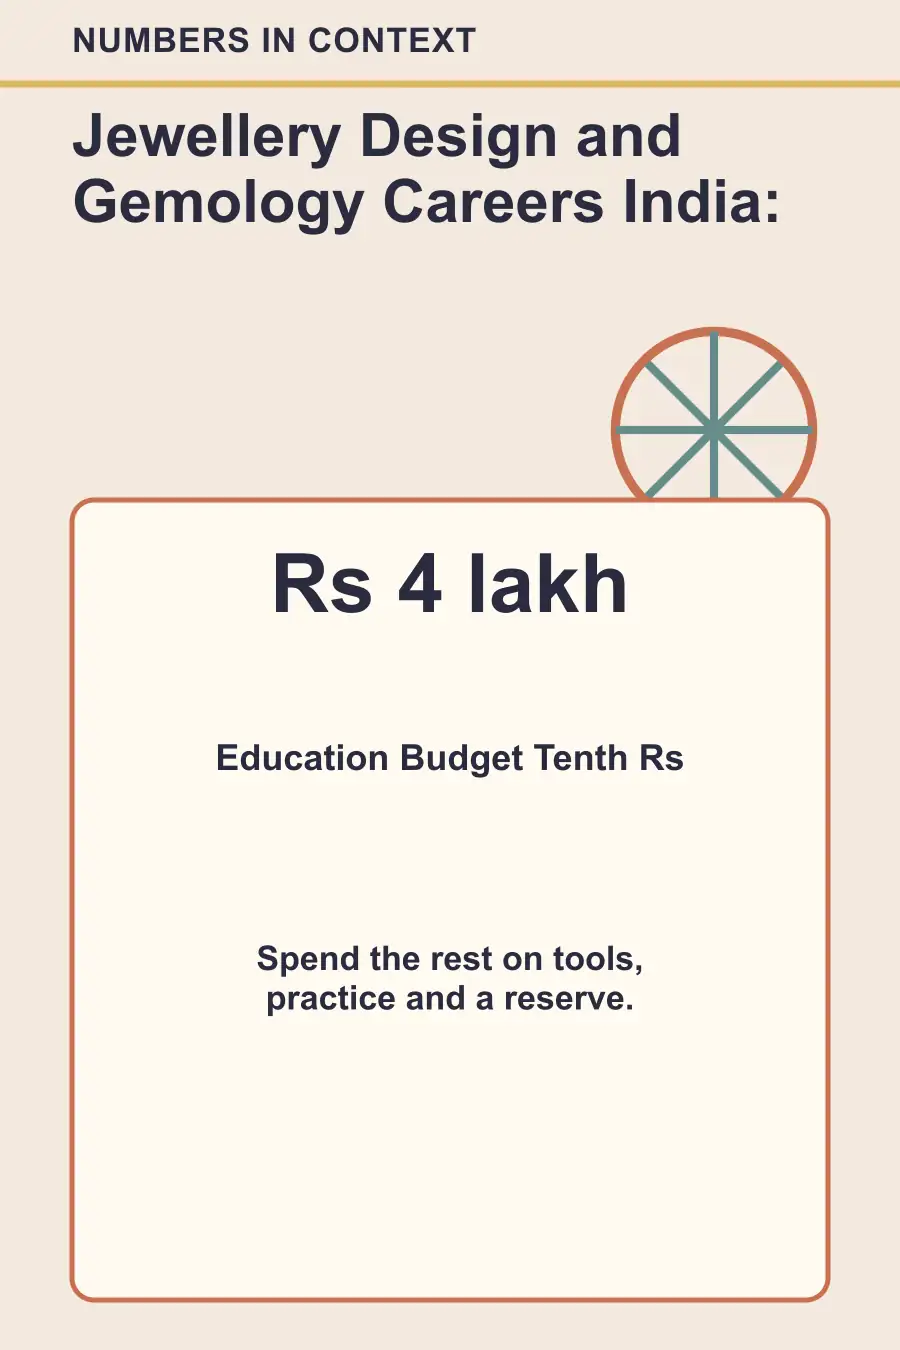 NUMBERS IN CONTEXT
Jewellery Design and
Gemology Careers India:
Rs 4 lakh
Education Budget Tenth Rs
Spend the rest on tools,
practice and a reserve.